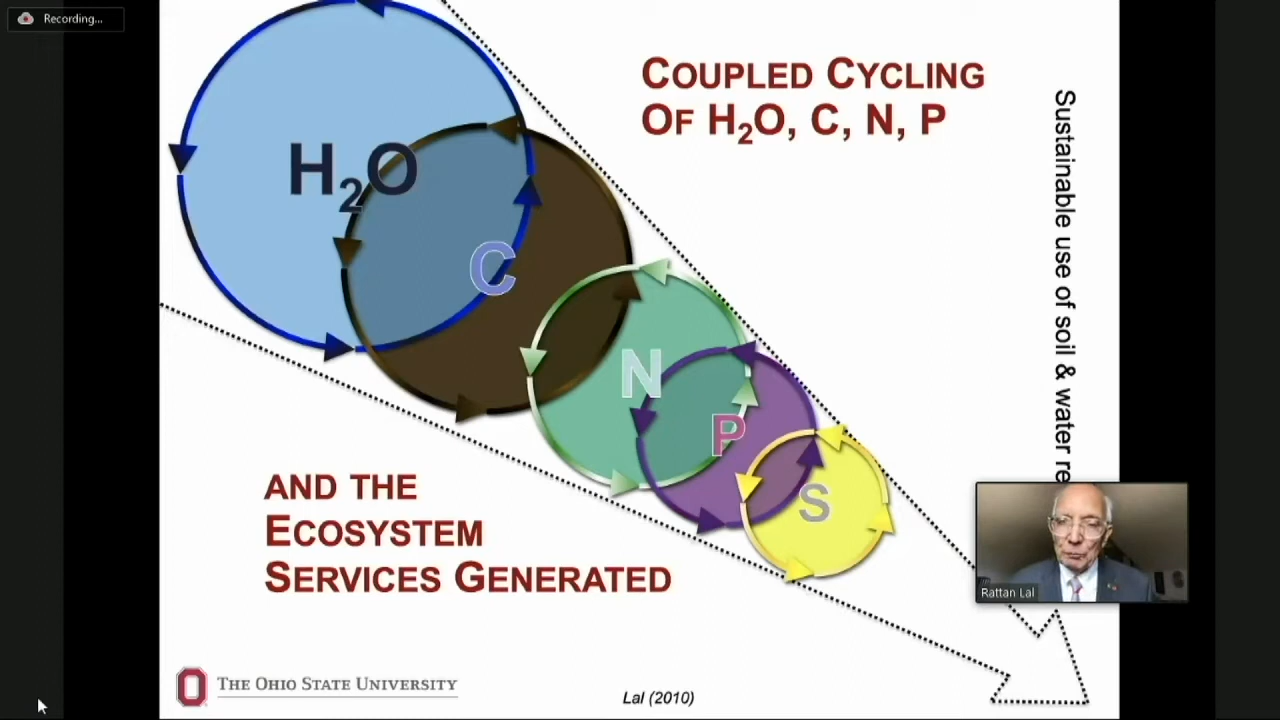 Recording...
COUPLED CYCLING
OF H₂O, C, N, P
H₂O
C
N
P
S
Sustainable use of soil & water
AND THE
ECOSYSTEM
SERVICES GENERATED
Rattan Lal
THE OHIO STATE UNIVERSITY
Lal (2010)